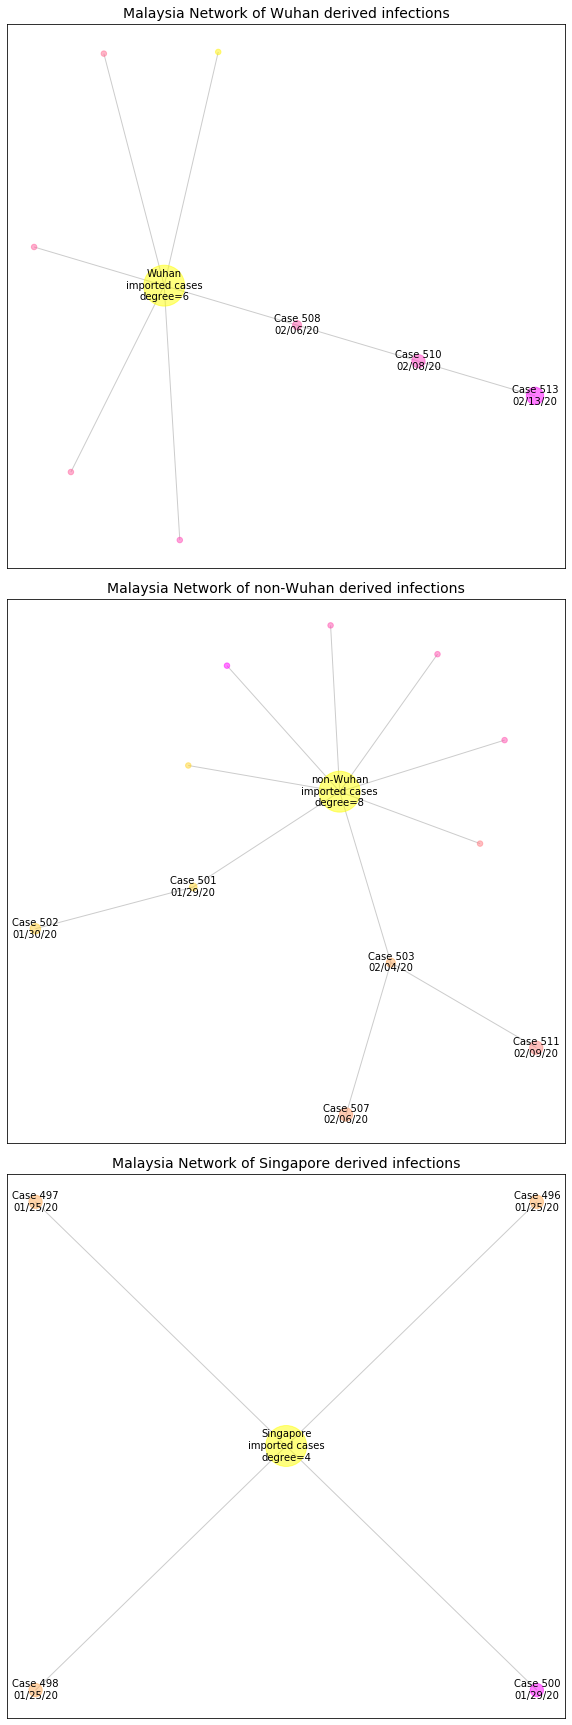 Malaysia Network of Wuhan derived infections
Wuhan
imported cases
degree=6
Case 508
02/06/20
Case 510
02/08/20
Case 513
02/13/20
Malaysia Network of non-Wuhan derived infections
non-Wuhan
imported cases
degree=8
Case 501
01/29/20
Case 502
01/30/20
Case 503
02/04/20
Case 511
02/09/20
Case 507
02/06/20
Malaysia Network of Singapore derived infections
Case 497
01/25/20
Case 496
01/25/20
Singapore
imported cases
degree=4
Case 498
01/25/20
Case 500
01/29/20